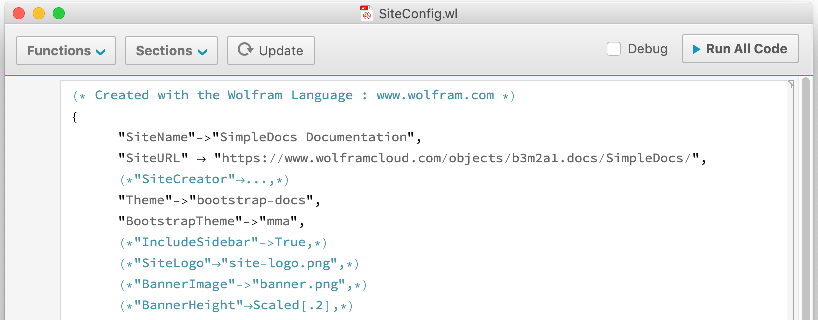 SiteConfig.wl
Functions Sections Update Debug Run All Code
(* Created with the Wolfram Language : www.wolfram.com *)
{
"SiteName"->"SimpleDocs Documentation",
"SiteURL" → "https://www.wolframcloud.com/objects/b3m2a1.docs/SimpleDocs/",
(*"SiteCreator"→...,*)
"Theme"->"bootstrap-docs",
"BootstrapTheme"->"mma",
(*"IncludeSidebar"->True,*)
(*"SiteLogo"→"site-logo.png",*)
(*"BannerImage"->"banner.png",*)
(*"BannerHeight"→Scaled[.2],*)